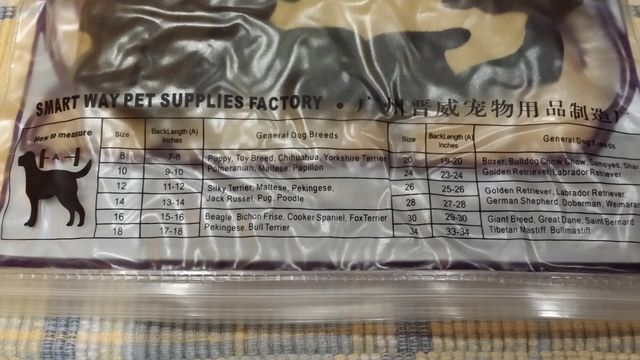 SMART WAY PET SUPPLIES FACTORY • 广州晋威宠物用品制造厂
How to measure
A
Size BackLength (A) Inches General Dog Breeds
8 7-8 Puppy, Toy Breed, Chihuahua, Yorkshire Terrier
10 9-10 Pomeranian, Maltese, Papillon
12 11-12 Silky Terrier, Maltese, Pekingese,
14 13-14 Jack Russel, Pug, Poodle
16 15-16 Beagle, Bichon Frise, Cooker Spaniel, Fox Terrier
18 17-18 Pekingese, Bull Terrier
Size BackLength (A) Inches General Dog Breeds
20 19-20 Boxer, Bulldog Chow Chow, Samoyed,
24 23-24 Golden Retriever, Labrador Retriever
26 25-26 Golden Retriever, Labrador Retriever,
28 27-28 German Shepherd, Doberman,
30 29-30 Giant Breed, Great Dane, Saint Bernard
34 33-34 Tibetan Mastiff, Bullmastiff